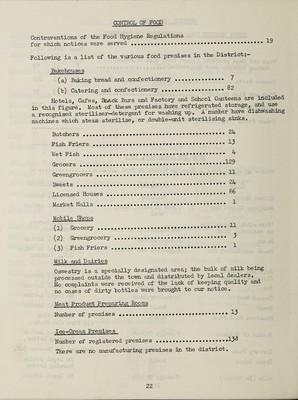 CONTROL OF FOOD
Contraventions of the Food Hygiene Regulations
for which notices were served ........................................ 19
Following is a list of the various food premises in the District:-
Bakehouses
(a) Baking bread and confectionery ............... 7
(b) Catering and confectionery ................... 82
Hotels, Cafes, Snack Bars and Factory and School Canteens are included
in this figure. Most of these premises have refrigerated storage, and use
a recognised steriliser-detergent for washing up. A number have dishwashing
machines which steam sterilise, or double-unit sterilising sinks.
Butchers ........................................ 24
Fish Friers ..................................... 13
Wet Fish ........................................ 4
Grocers ........................................129
Greengrocers .................................... 11
Sweets .......................................... 24
Licensed Houses ................................. 66
Market Halls .................................... 1
Mobile Shops
(1) Grocery ..................................... 11
(2) Greengrocery ................................ 3
(3) Fish Friers ................................. 1
Milk and Dairies
Oswestry is a specially designated area; the bulk of milk being
processed outside the town and distributed by local dealers.
No complaints were received of the lack of keeping quality and
no cases of dirty bottles were brought to our notice.
Meat Product Preparing Rooms
Number of premises .............................. 13
Ice-Cream Premises
Number of registered premises ...................134
There are no manufacturing premises in the district.
22